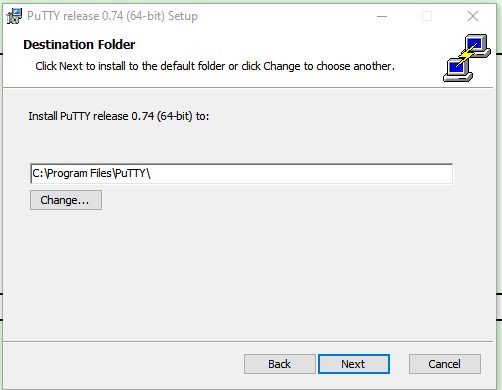 PuTTY release 0.74 (64-bit) Setup
Destination Folder
Click Next to install to the default folder or click Change to choose another.
Install PuTTY release 0.74 (64-bit) to:
C:\Program Files\PuTTY\
Change...
Back
Next
Cancel